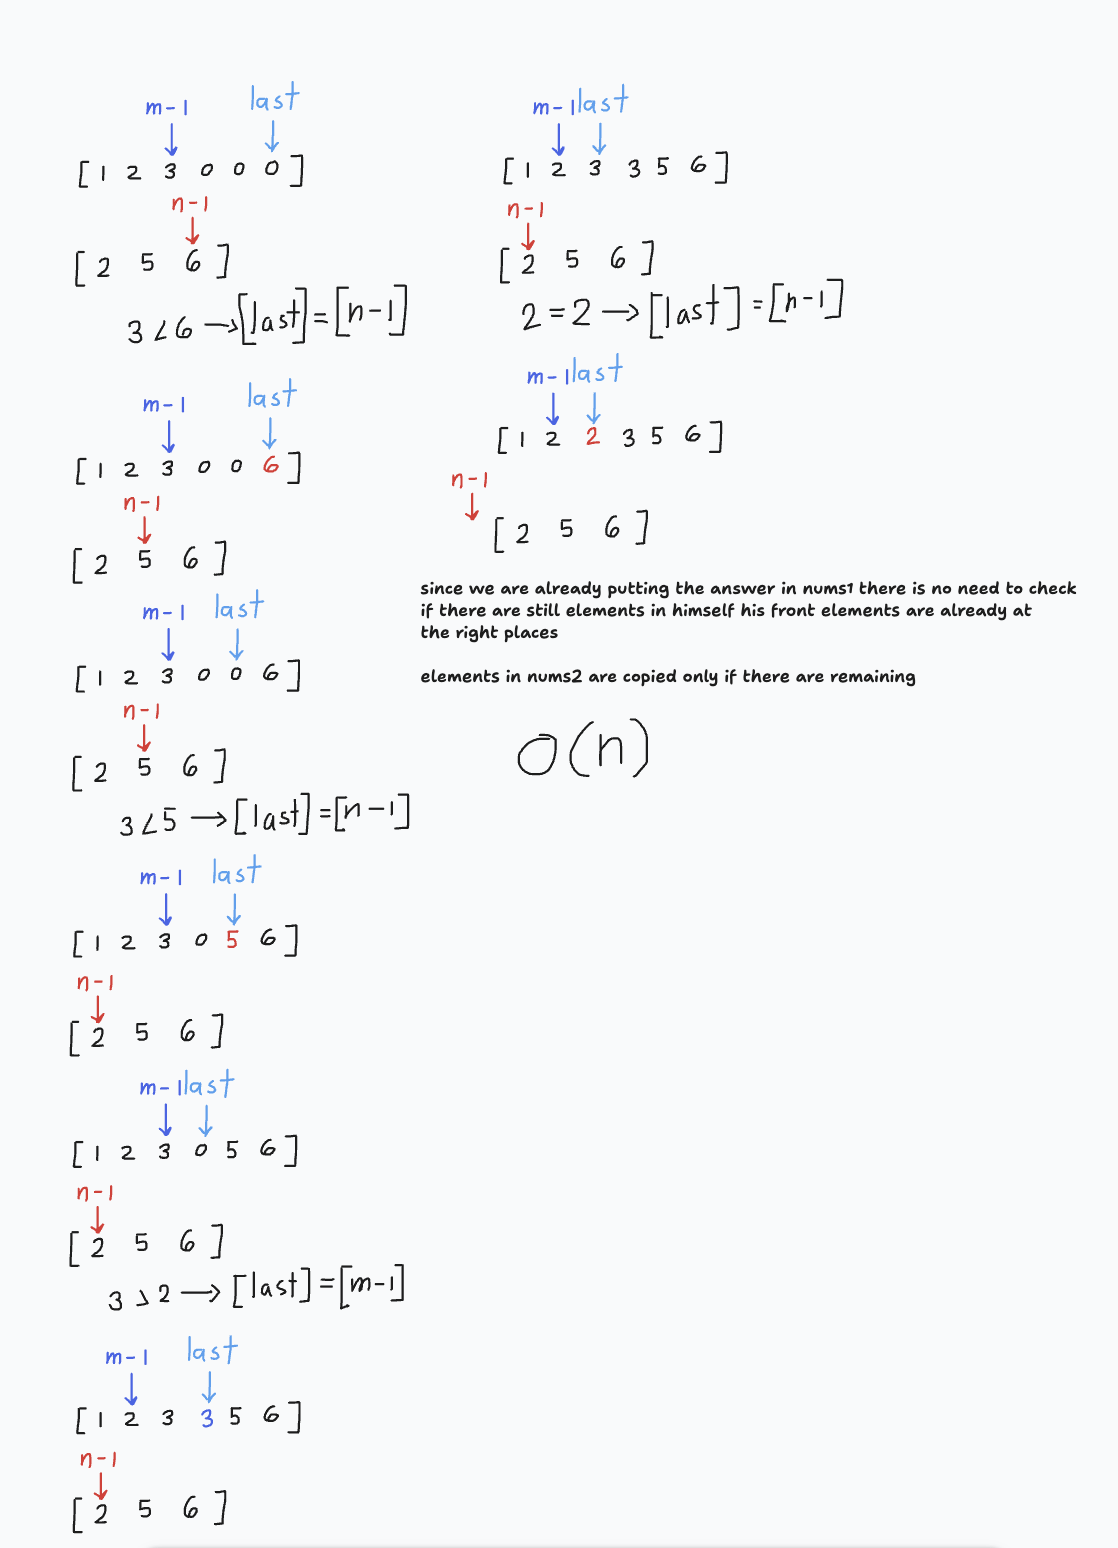 m-1 last
[ 1 2 3 0 0 0 ]
n-1
[ 2 5 6 ]
3 < 6 → [last] = [n-1]
m-1 last
[ 1 2 3 0 0 6 ]
n-1
[ 2 5 6 ]
m-1 last
[ 1 2 3 0 0 6 ]
n-1
[ 2 5 6 ]
3 < 5 → [last] = [n-1]
m-1 last
[ 1 2 3 0 5 6 ]
n-1
[ 2 5 6 ]
m-1 last
[ 1 2 3 0 5 6 ]
n-1
[ 2 5 6 ]
3 > 2 → [last] = [m-1]
m-1 last
[ 1 2 3 3 5 6 ]
n-1
[ 2 5 6 ]
m-1 last
[ 1 2 3 3 5 6 ]
n-1
[ 2 5 6 ]
2 = 2 → [last] = [n-1]
m-1 last
[ 1 2 2 3 5 6 ]
n-1
[ 2 5 6 ]
since we are already putting the answer in nums1 there is no need to check
if there are still elements in himself his front elements are already at
the right places
elements in nums2 are copied only if there are remaining
O(n)